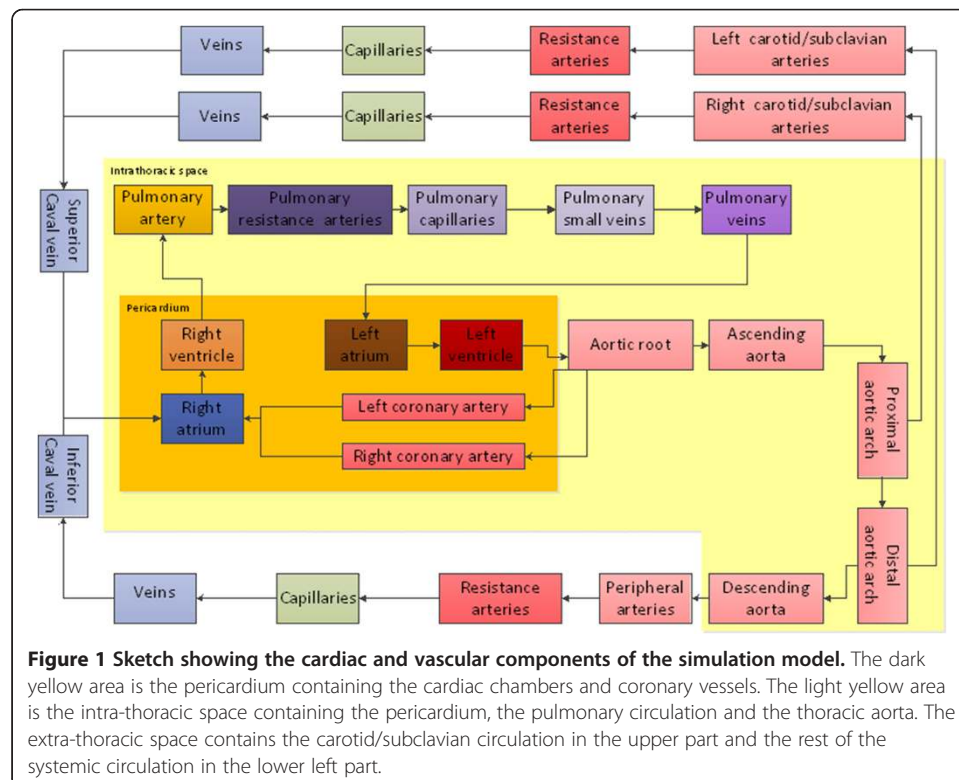 Veins
Capillaries
Resistance
arteries
Left carotid/subclavian
arteries
Veins
Capillaries
Resistance
arteries
Right carotid/subclavian
arteries
Intrathoracic space
Superior
Caval vein
Pulmonary
artery
Pulmonary
resistance arteries
Pulmonary
capillaries
Pulmonary
small veins
Pulmonary
veins
Pericardium
Right
ventricle
Left
atrium
Left
ventricle
Aortic root
Ascending
aorta
Right
atrium
Left coronary artery
Right coronary artery
Proximal
aortic arch
Inferior
Caval vein
Distal
aortic arch
Veins
Capillaries
Resistance
arteries
Peripheral
arteries
Descending
aorta
Figure 1 Sketch showing the cardiac and vascular components of the simulation model. The dark
yellow area is the pericardium containing the cardiac chambers and coronary vessels. The light yellow area
is the intra-thoracic space containing the pericardium, the pulmonary circulation and the thoracic aorta. The
extra-thoracic space contains the carotid/subclavian circulation in the upper part and the rest of the
systemic circulation in the lower left part.